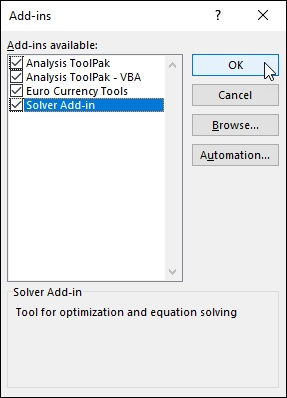 Add-ins
?
Add-ins available:
Analysis ToolPak
Analysis ToolPak - VBA
Euro Currency Tools
Solver Add-in
OK
Cancel
Browse...
Automation...
Solver Add-in
Tool for optimization and equation solving